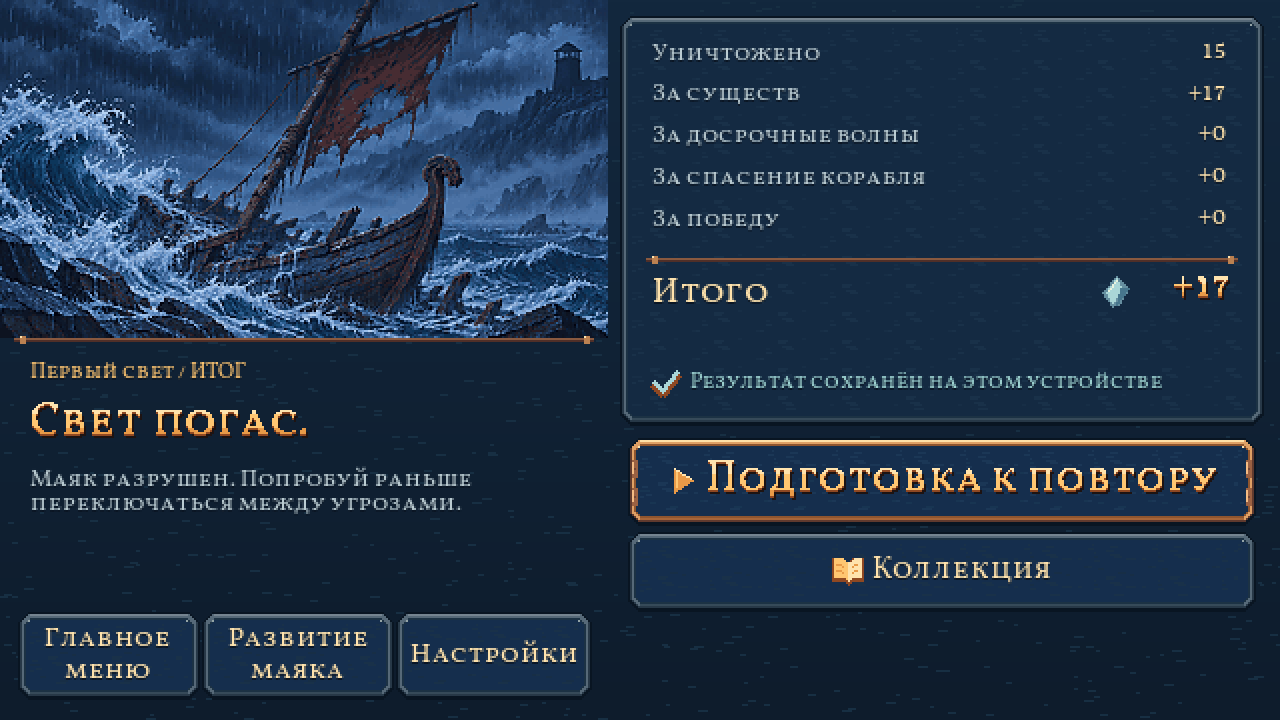 Первый свет / ИТОГ
Свет погас.
Маяк разрушен. Попробуй раньше
переключаться между угрозами.
Главное
меню
Развитие
маяка
Настройки
Уничтожено 15
За существ +17
За досрочные волны +0
За спасение корабля +0
За победу +0
Итого +17
Результат сохранён на этом устройстве
Подготовка к повтору
Коллекция